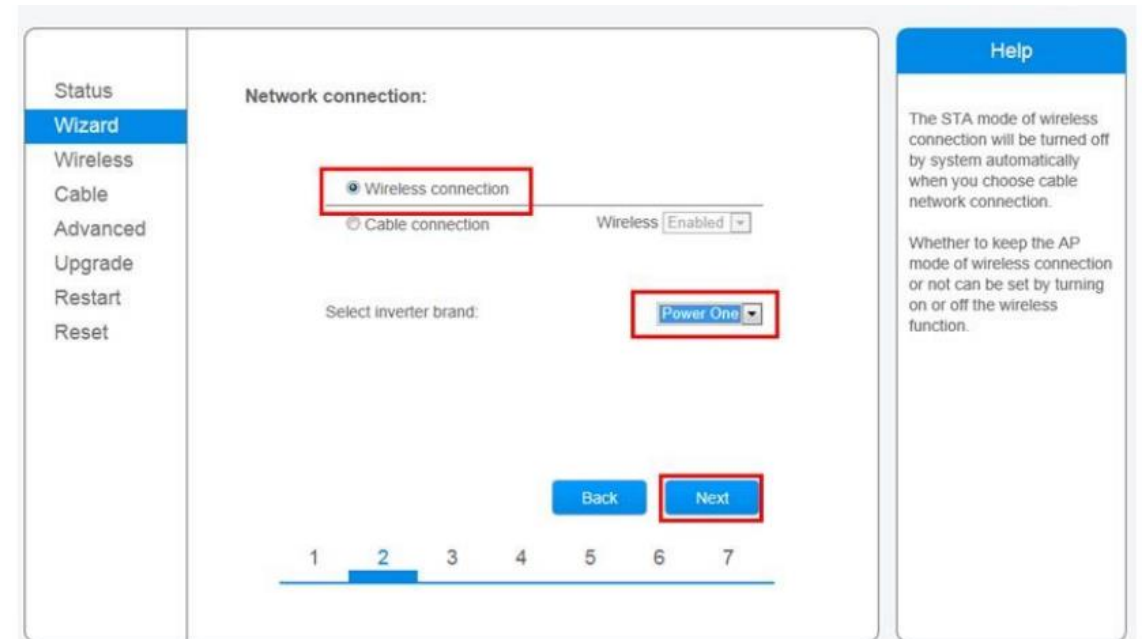 Status
Wizard
Wireless
Cable
Advanced
Upgrade
Restart
Reset
Network connection:
Wireless connection
Cable connection
Wireless Enabled
Select inverter brand:
Power One
Back
Next
1 2 3 4 5 6 7
Help
The STA mode of wireless
connection will be turned off
by system automatically
when you choose cable
network connection.
Whether to keep the AP
mode of wireless connection
or not can be set by turning
on or off the wireless
function.